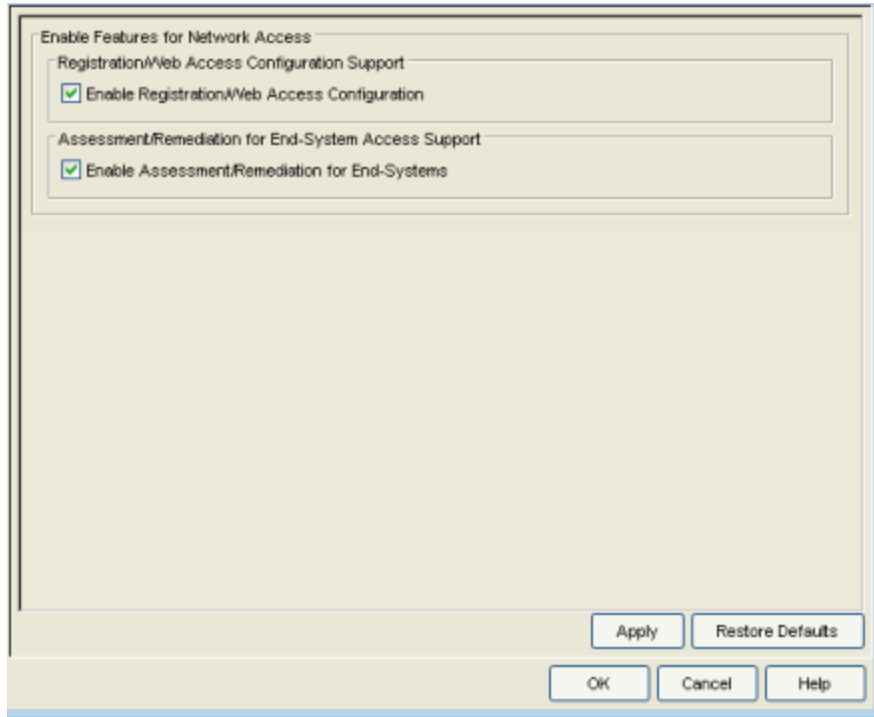 Enable Features for Network Access
Registration/Web Access Configuration Support
Enable Registration/Web Access Configuration
Assessment/Remediation for End-System Access Support
Enable Assessment/Remediation for End-Systems
Apply Restore Defaults
OK Cancel Help